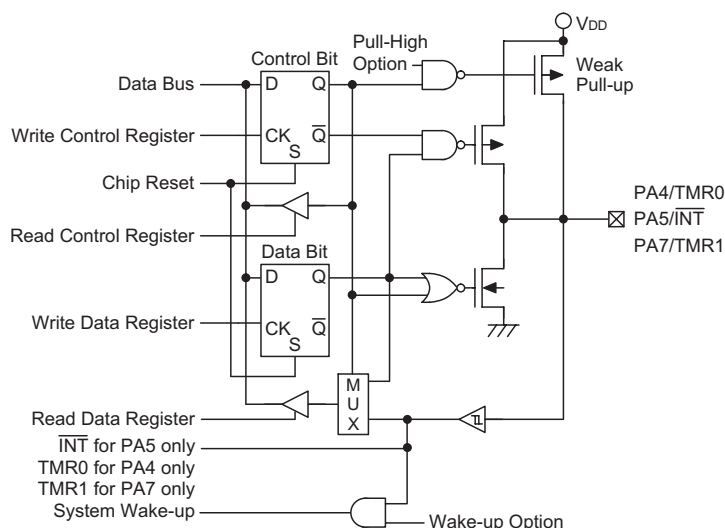 VDD
Control Bit
Pull-High
Option
Weak
Pull-up
Data Bus
D
Q
Write Control Register
CK
Q̅
S
Chip Reset
PA4/TMR0
PA5/I̅N̅T̅
PA7/TMR1
Read Control Register
Data Bit
D
Q
Write Data Register
CK
Q̅
S
M
U
X
Read Data Register
I̅N̅T̅ for PA5 only
TMR0 for PA4 only
TMR1 for PA7 only
System Wake-up
Wake-up Option